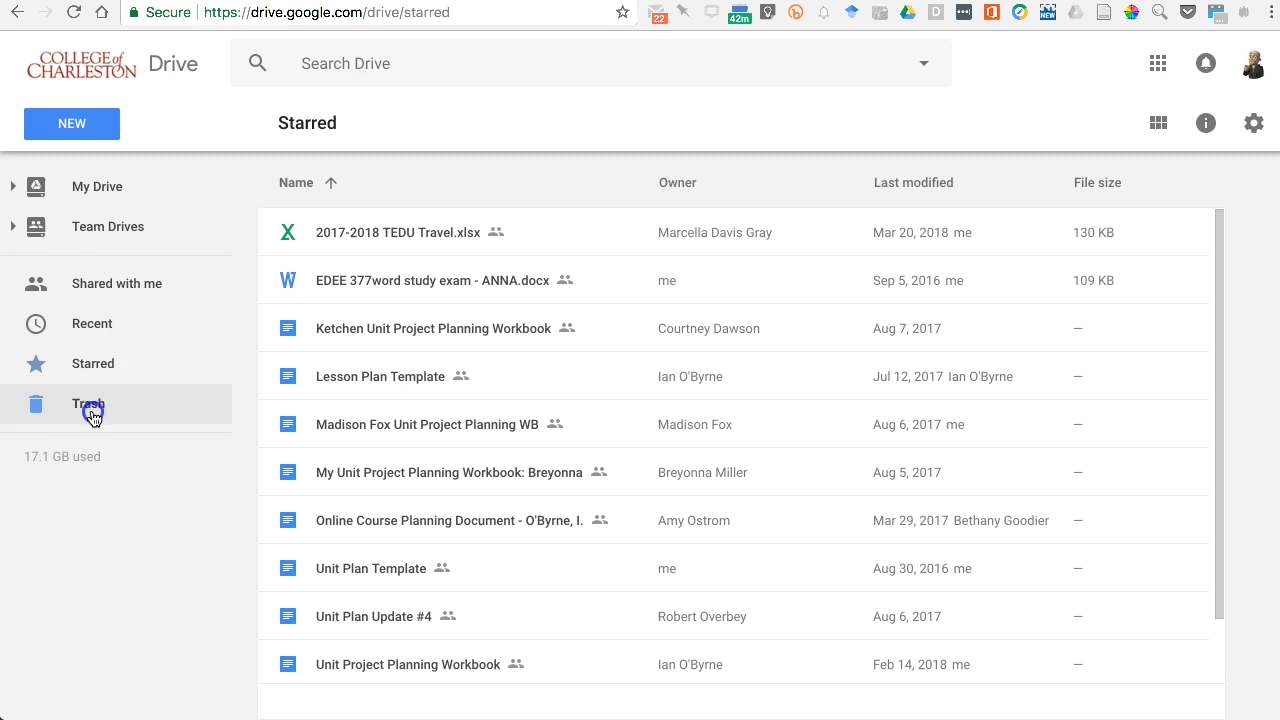 Secure https://drive.google.com/drive/starred
22
42m
NEW
COLLEGE of
CHARLESTON
Drive
Search Drive
NEW
Starred
My Drive
Team Drives
Shared with me
Recent
Starred
Trash
17.1 GB used
Name Owner Last modified File size
2017-2018 TEDU Travel.xlsx Marcella Davis Gray Mar 20, 2018 me 130 KB
EDEE 377word study exam - ANNA.docx me Sep 5, 2016 me 109 KB
Ketchen Unit Project Planning Workbook Courtney Dawson Aug 7, 2017 —
Lesson Plan Template Ian O'Byrne Jul 12, 2017 Ian O'Byrne —
Madison Fox Unit Project Planning WB Madison Fox Aug 6, 2017 me —
My Unit Project Planning Workbook: Breyonna Breyonna Miller Aug 5, 2017 —
Online Course Planning Document - O'Byrne, I. Amy Ostrom Mar 29, 2017 Bethany Goodier —
Unit Plan Template me Aug 30, 2016 me —
Unit Plan Update #4 Robert Overbey Aug 6, 2017 —
Unit Project Planning Workbook Ian O'Byrne Feb 14, 2018 me —